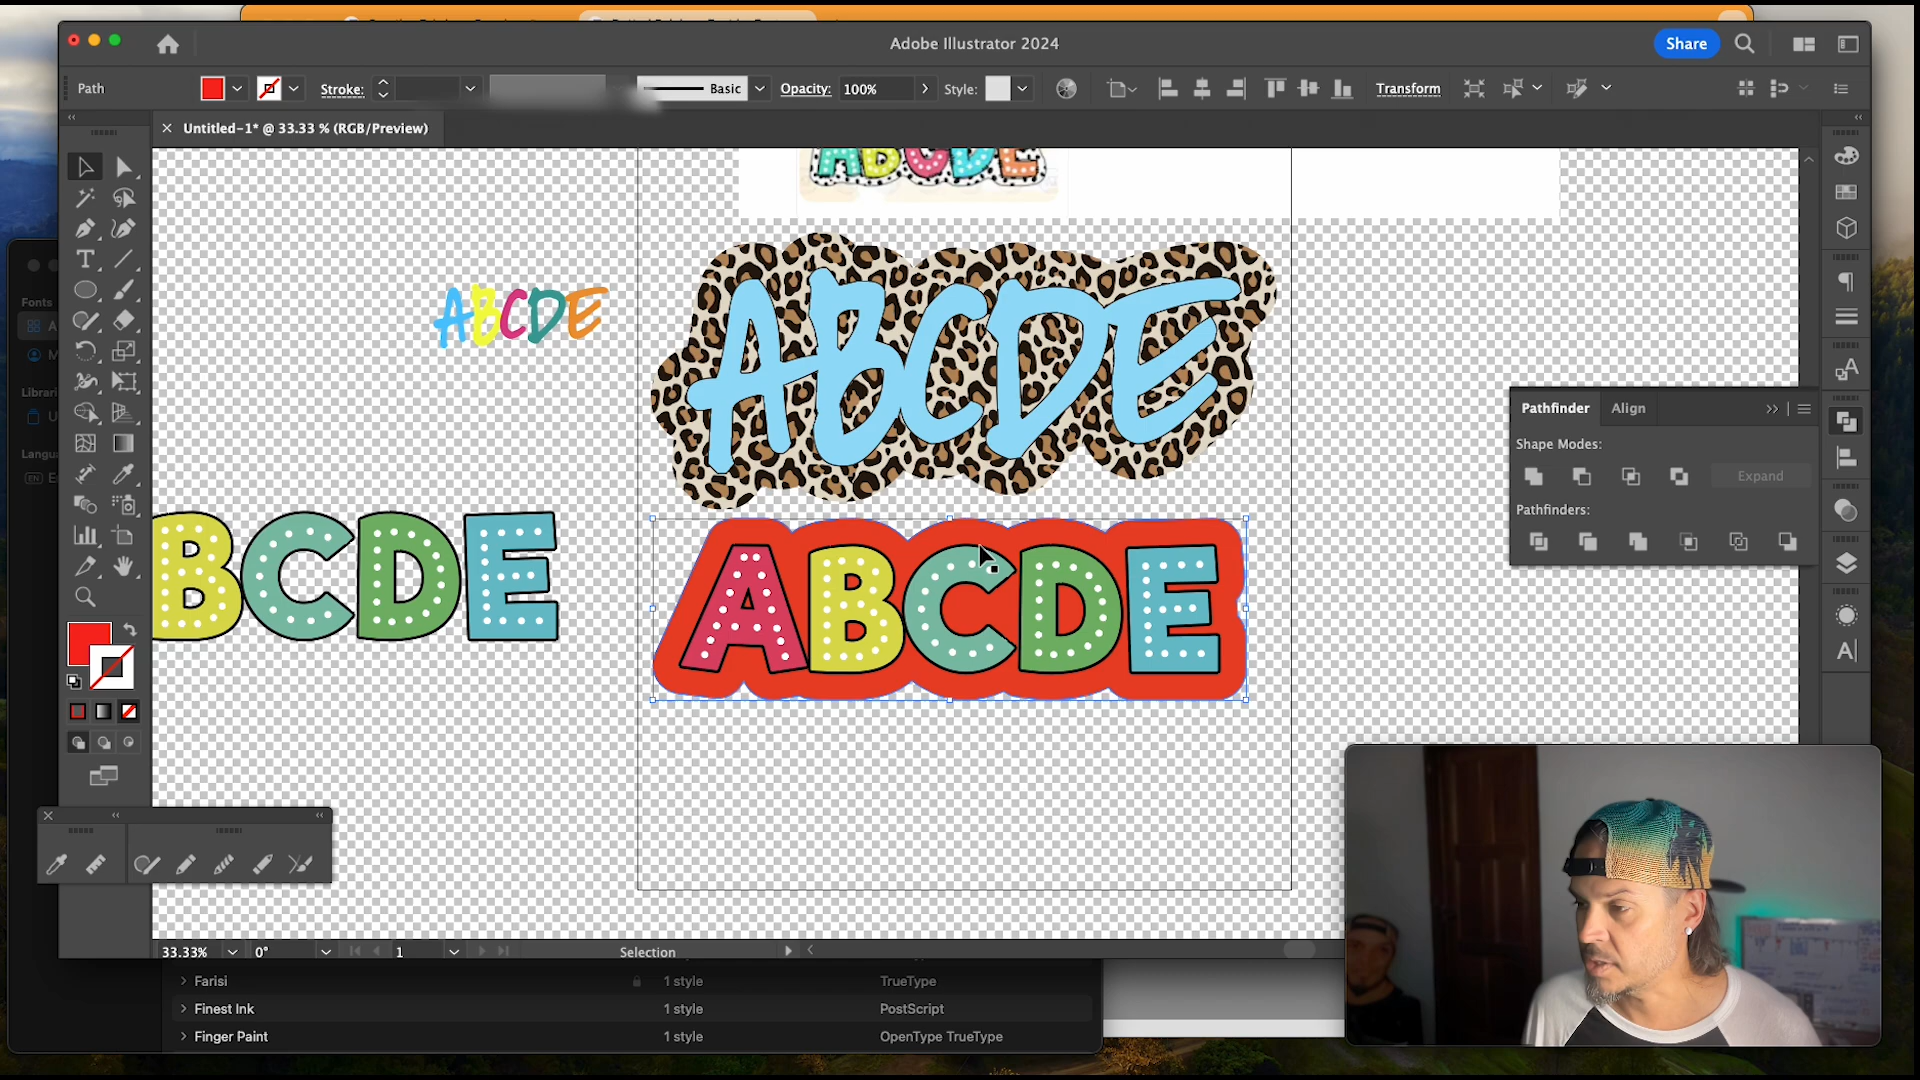 Adobe Illustrator 2024
Share
Path
Stroke:
Basic
Opacity:
100%
Style:
Transform
Untitled-1* @ 33.33 % (RGB/Preview)
ABCDE
ABCDE
ABCDE
BCDE
ABCDE
Fonts
Librari
Langua
Pathfinder
Align
Shape Modes:
Expand
Pathfinders:
33.33%
0°
1
Selection
Farisi
1 style
TrueType
Finest Ink
1 style
PostScript
Finger Paint
1 style
OpenType TrueType